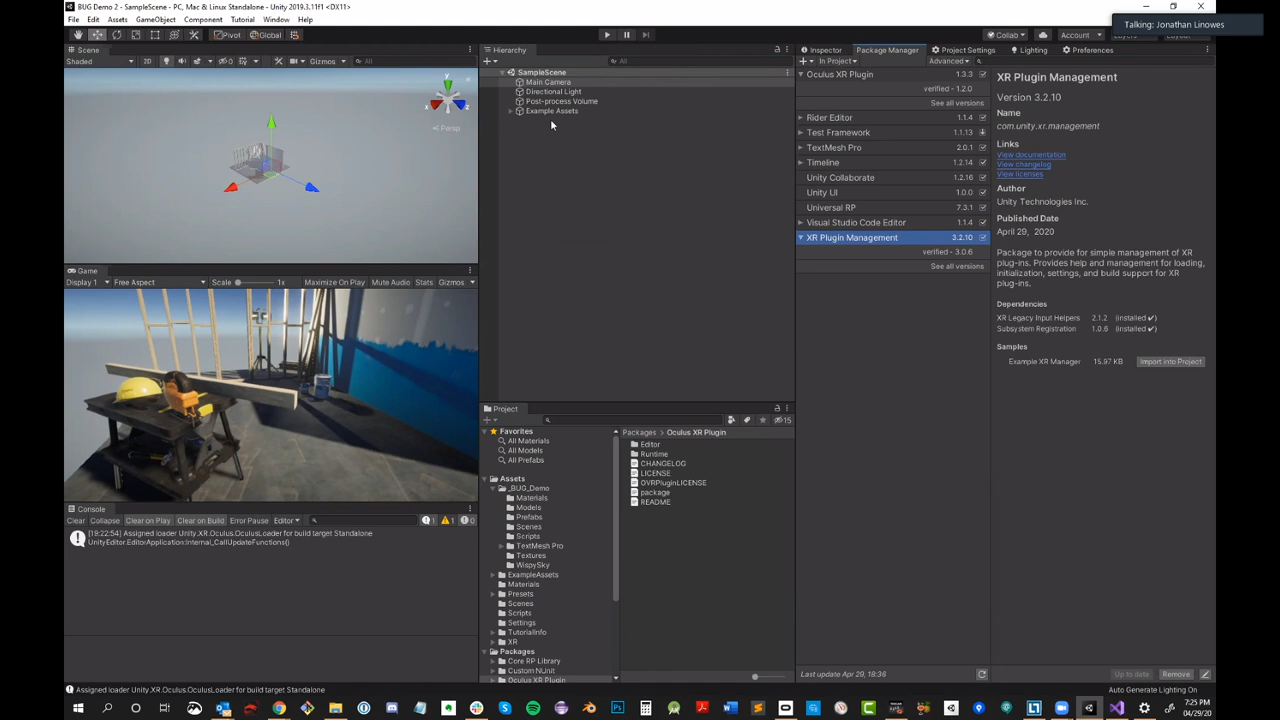 BUG Demo 2 - SampleScene - PC, Mac & Linux Standalone - Unity 2019.3.11f1 <DX11>
Talking: Jonathan Linowes
File Edit Assets GameObject Component Tutorial Window Help
Pivot Global
Collab Account
Scene
Shaded 2D 0 Gizmos All
y
x z
Persp
Game
Display 1 Free Aspect Scale 1x Maximize On Play Mute Audio Stats Gizmos
Console
Clear Collapse Clear on Play Clear on Build Error Pause Editor 1 1 0
[18:22:54] Assigned loader Unity.XR.Oculus.OculusLoader for build target Standalone
UnityEditor.EditorApplication:Internal_CallUpdateFunctions()
Hierarchy
All
SampleScene
Main Camera
Directional Light
Post-process Volume
Example Assets
Project
15
Favorites
All Materials
All Models
All Prefabs
Assets
_BUG_Demo
Materials
Models
Prefabs
Scenes
Scripts
TextMesh Pro
Textures
WispySky
ExampleAssets
Materials
Presets
Scenes
Scripts
Settings
TutorialInfo
XR
Packages
Core RP Library
Custom NUnit
Oculus XR Plugin
Packages > Oculus XR Plugin
Editor
Runtime
CHANGELOG
LICENSE
OVRPluginLICENSE
package
README
Inspector Package Manager Project Settings Lighting Preferences
In Project Advanced
Oculus XR Plugin 1.3.3
verified - 1.2.0
See all versions
Rider Editor 1.1.4
Test Framework 1.1.13
TextMesh Pro 2.0.1
Timeline 1.2.14
Unity Collaborate 1.2.16
Unity UI 1.0.0
Universal RP 7.3.1
Visual Studio Code Editor 1.1.4
XR Plugin Management 3.2.10
verified - 3.0.6
See all versions
Last update Apr 29, 18:36
XR Plugin Management
Version 3.2.10
Name
com.unity.xr.management
Links
View documentation
View changelog
View licenses
Author
Unity Technologies Inc.
Published Date
April 29, 2020
Package to provide for simple management of XR
plug-ins. Provides help and management for loading,
initialization, settings, and build support for XR
plug-ins.
Dependencies
XR Legacy Input Helpers 2.1.2 (installed ✔)
Subsystem Registration 1.0.6 (installed ✔)
Samples
Example XR Manager 15.97 KB Import into Project
Up to date Remove
Assigned loader Unity.XR.Oculus.OculusLoader for build target Standalone
Auto Generate Lighting On
7:25 PM
04/29/20